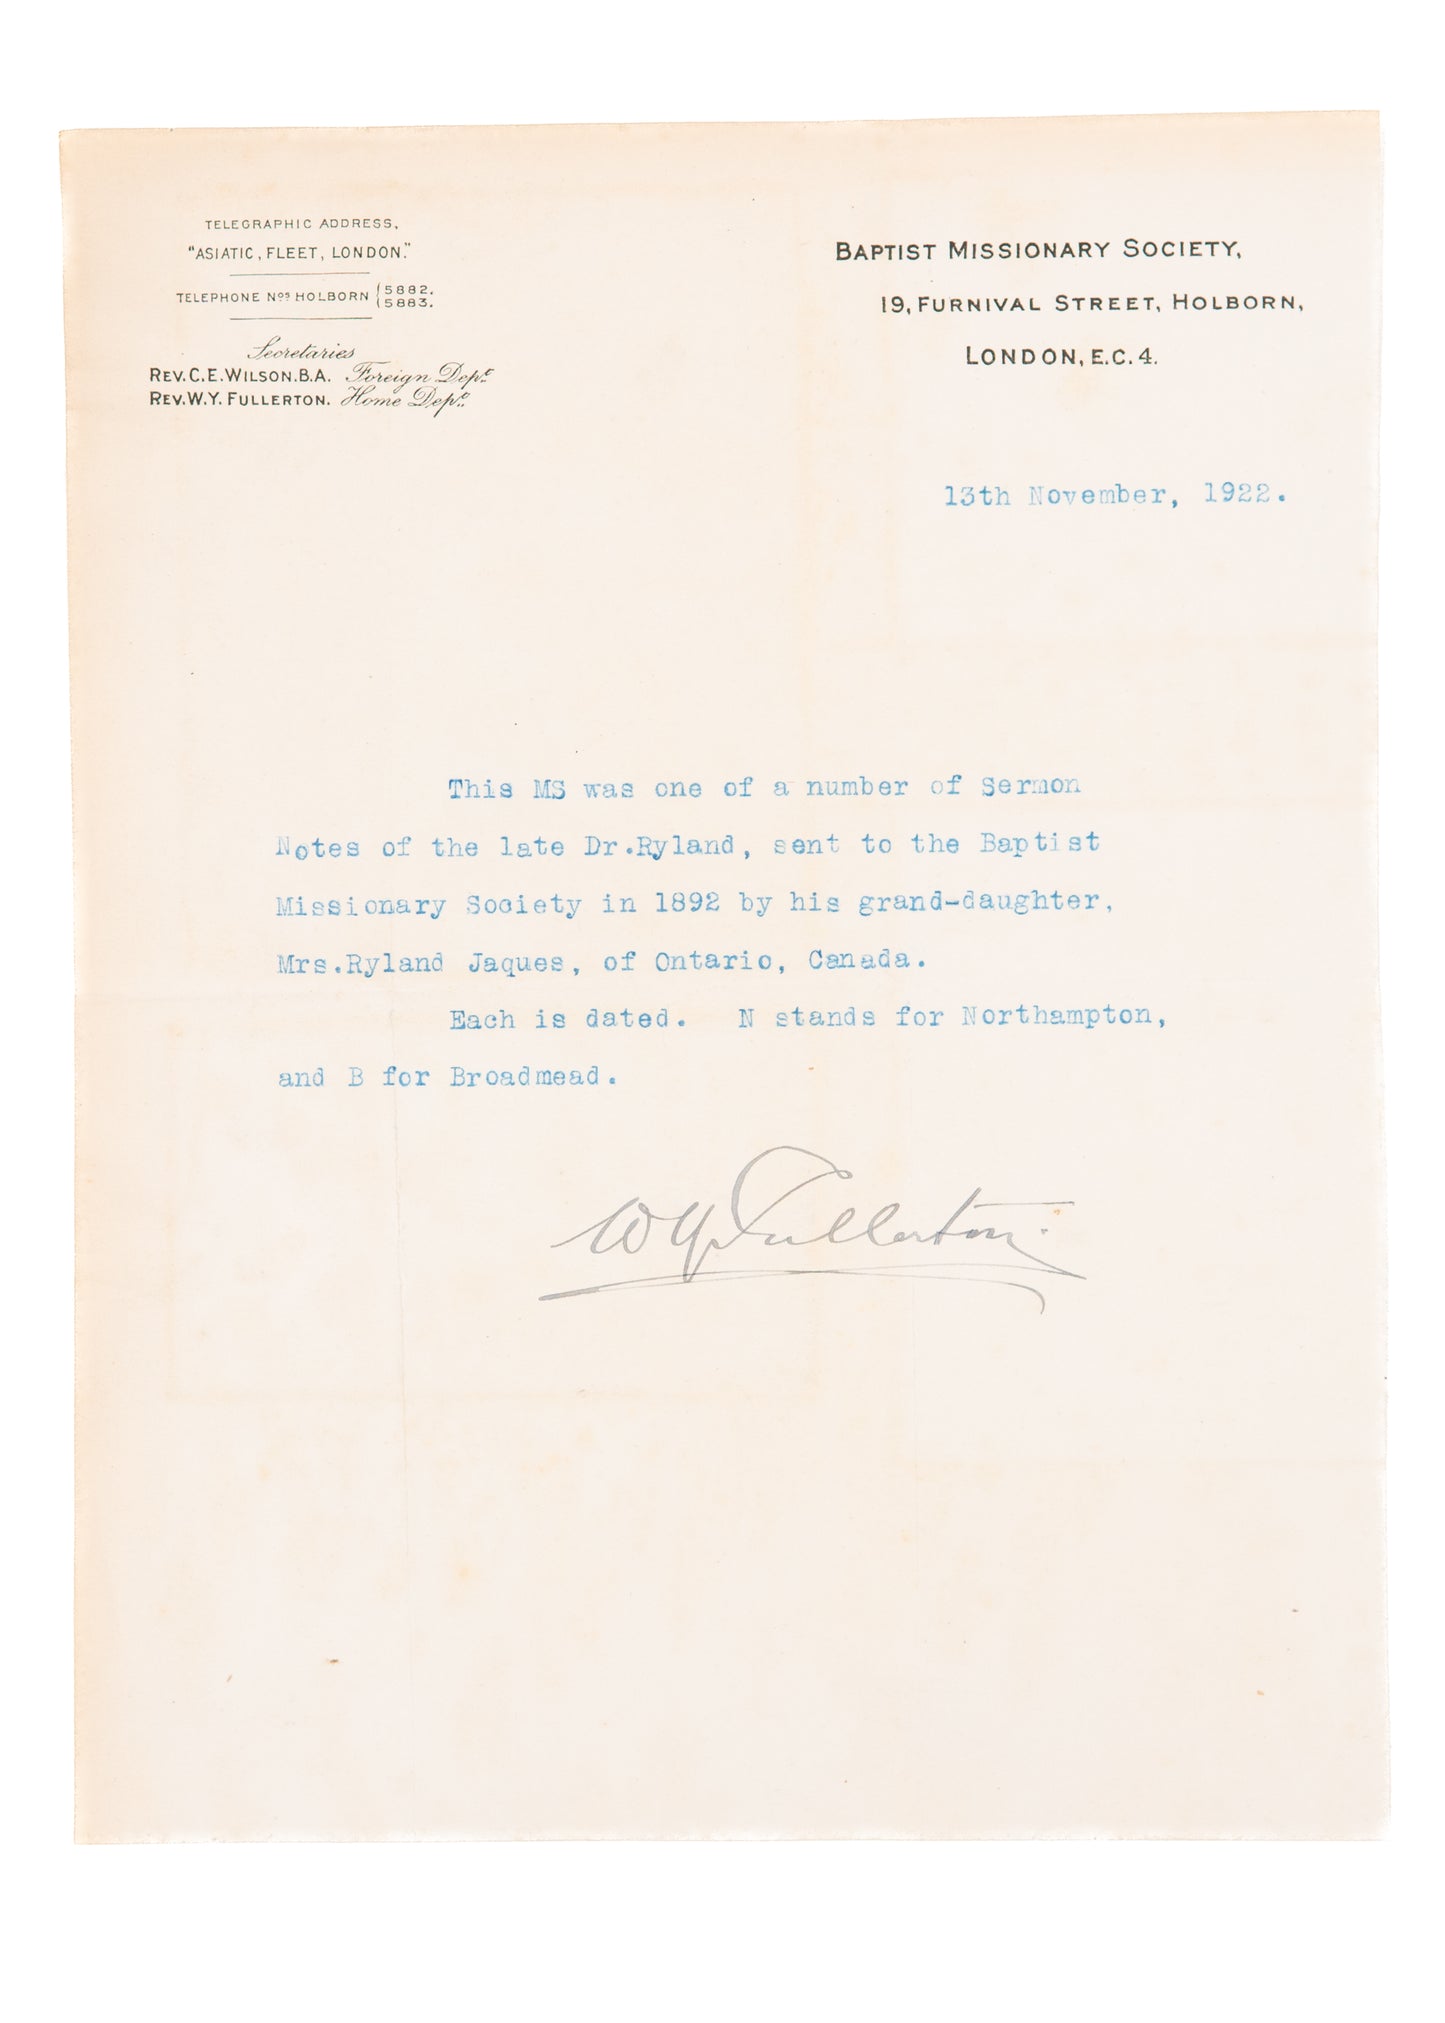 TELEGRAPHIC ADDRESS,
"ASIATIC, FLEET, LONDON."
TELEPHONE Nos HOLBORN {5882.
{5883.
Secretaries
REV. C. E. WILSON. B.A. Foreign Dept.
REV. W. Y. FULLERTON. Home Dept.
BAPTIST MISSIONARY SOCIETY,
19, FURNIVAL STREET, HOLBORN,
LONDON, E.C. 4.
13th November, 1922.
This MS was one of a number of Sermon
Notes of the late Dr.Ryland, sent to the Baptist
Missionary Society in 1892 by his grand-daughter,
Mrs.Ryland Jaques, of Ontario, Canada.
Each is dated. N stands for Northampton,
and B for Broadmead.
W Y Fullerton.